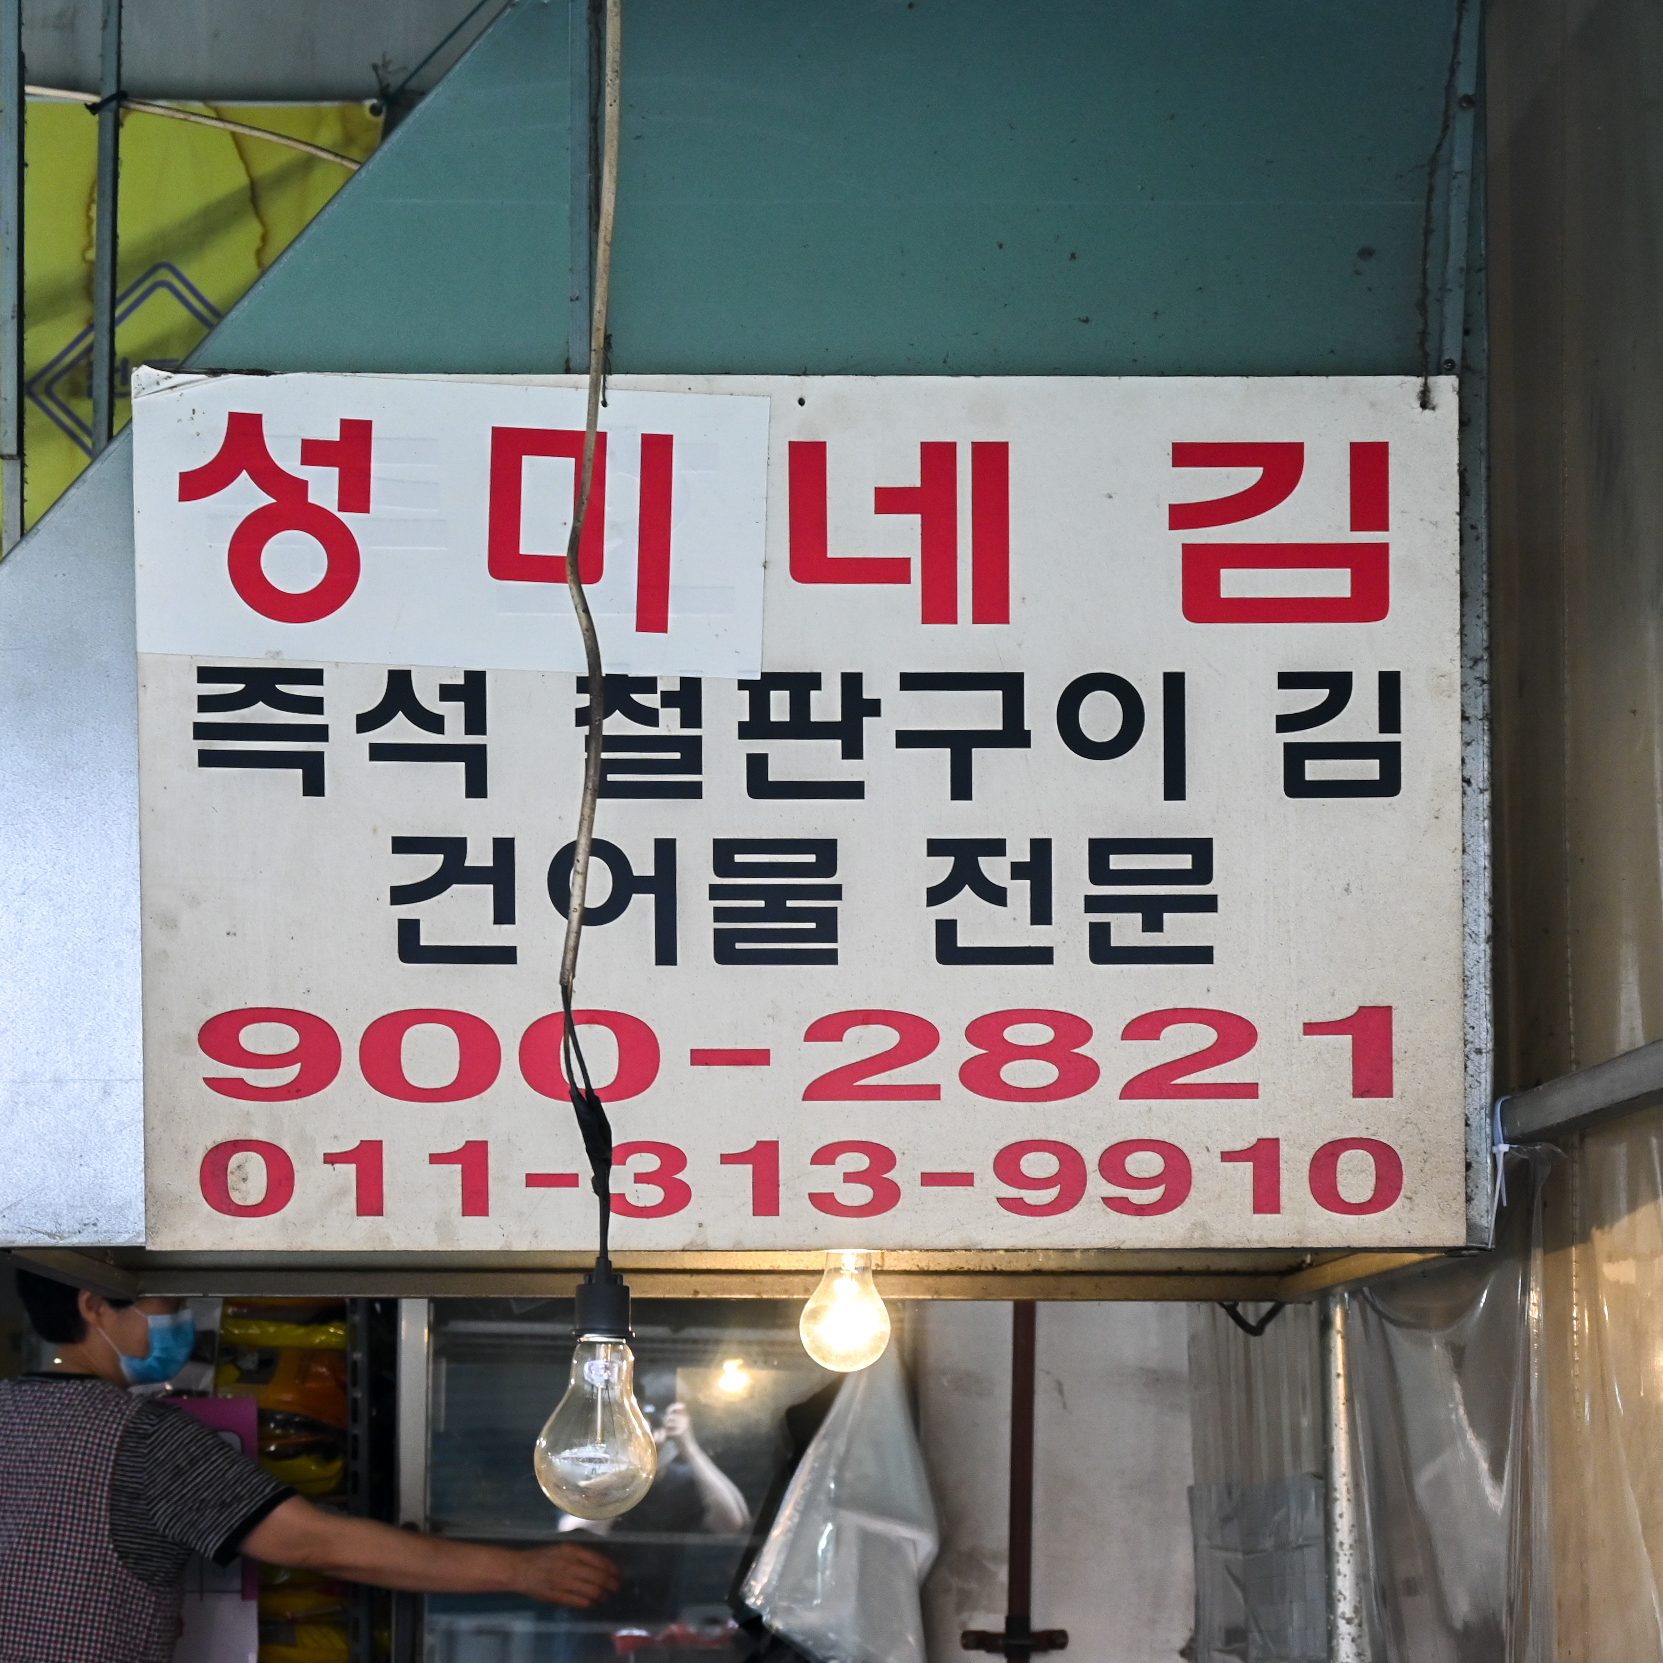 성미네 김
즉석 철판구이 김
건어물 전문
900-2821
011-313-9910